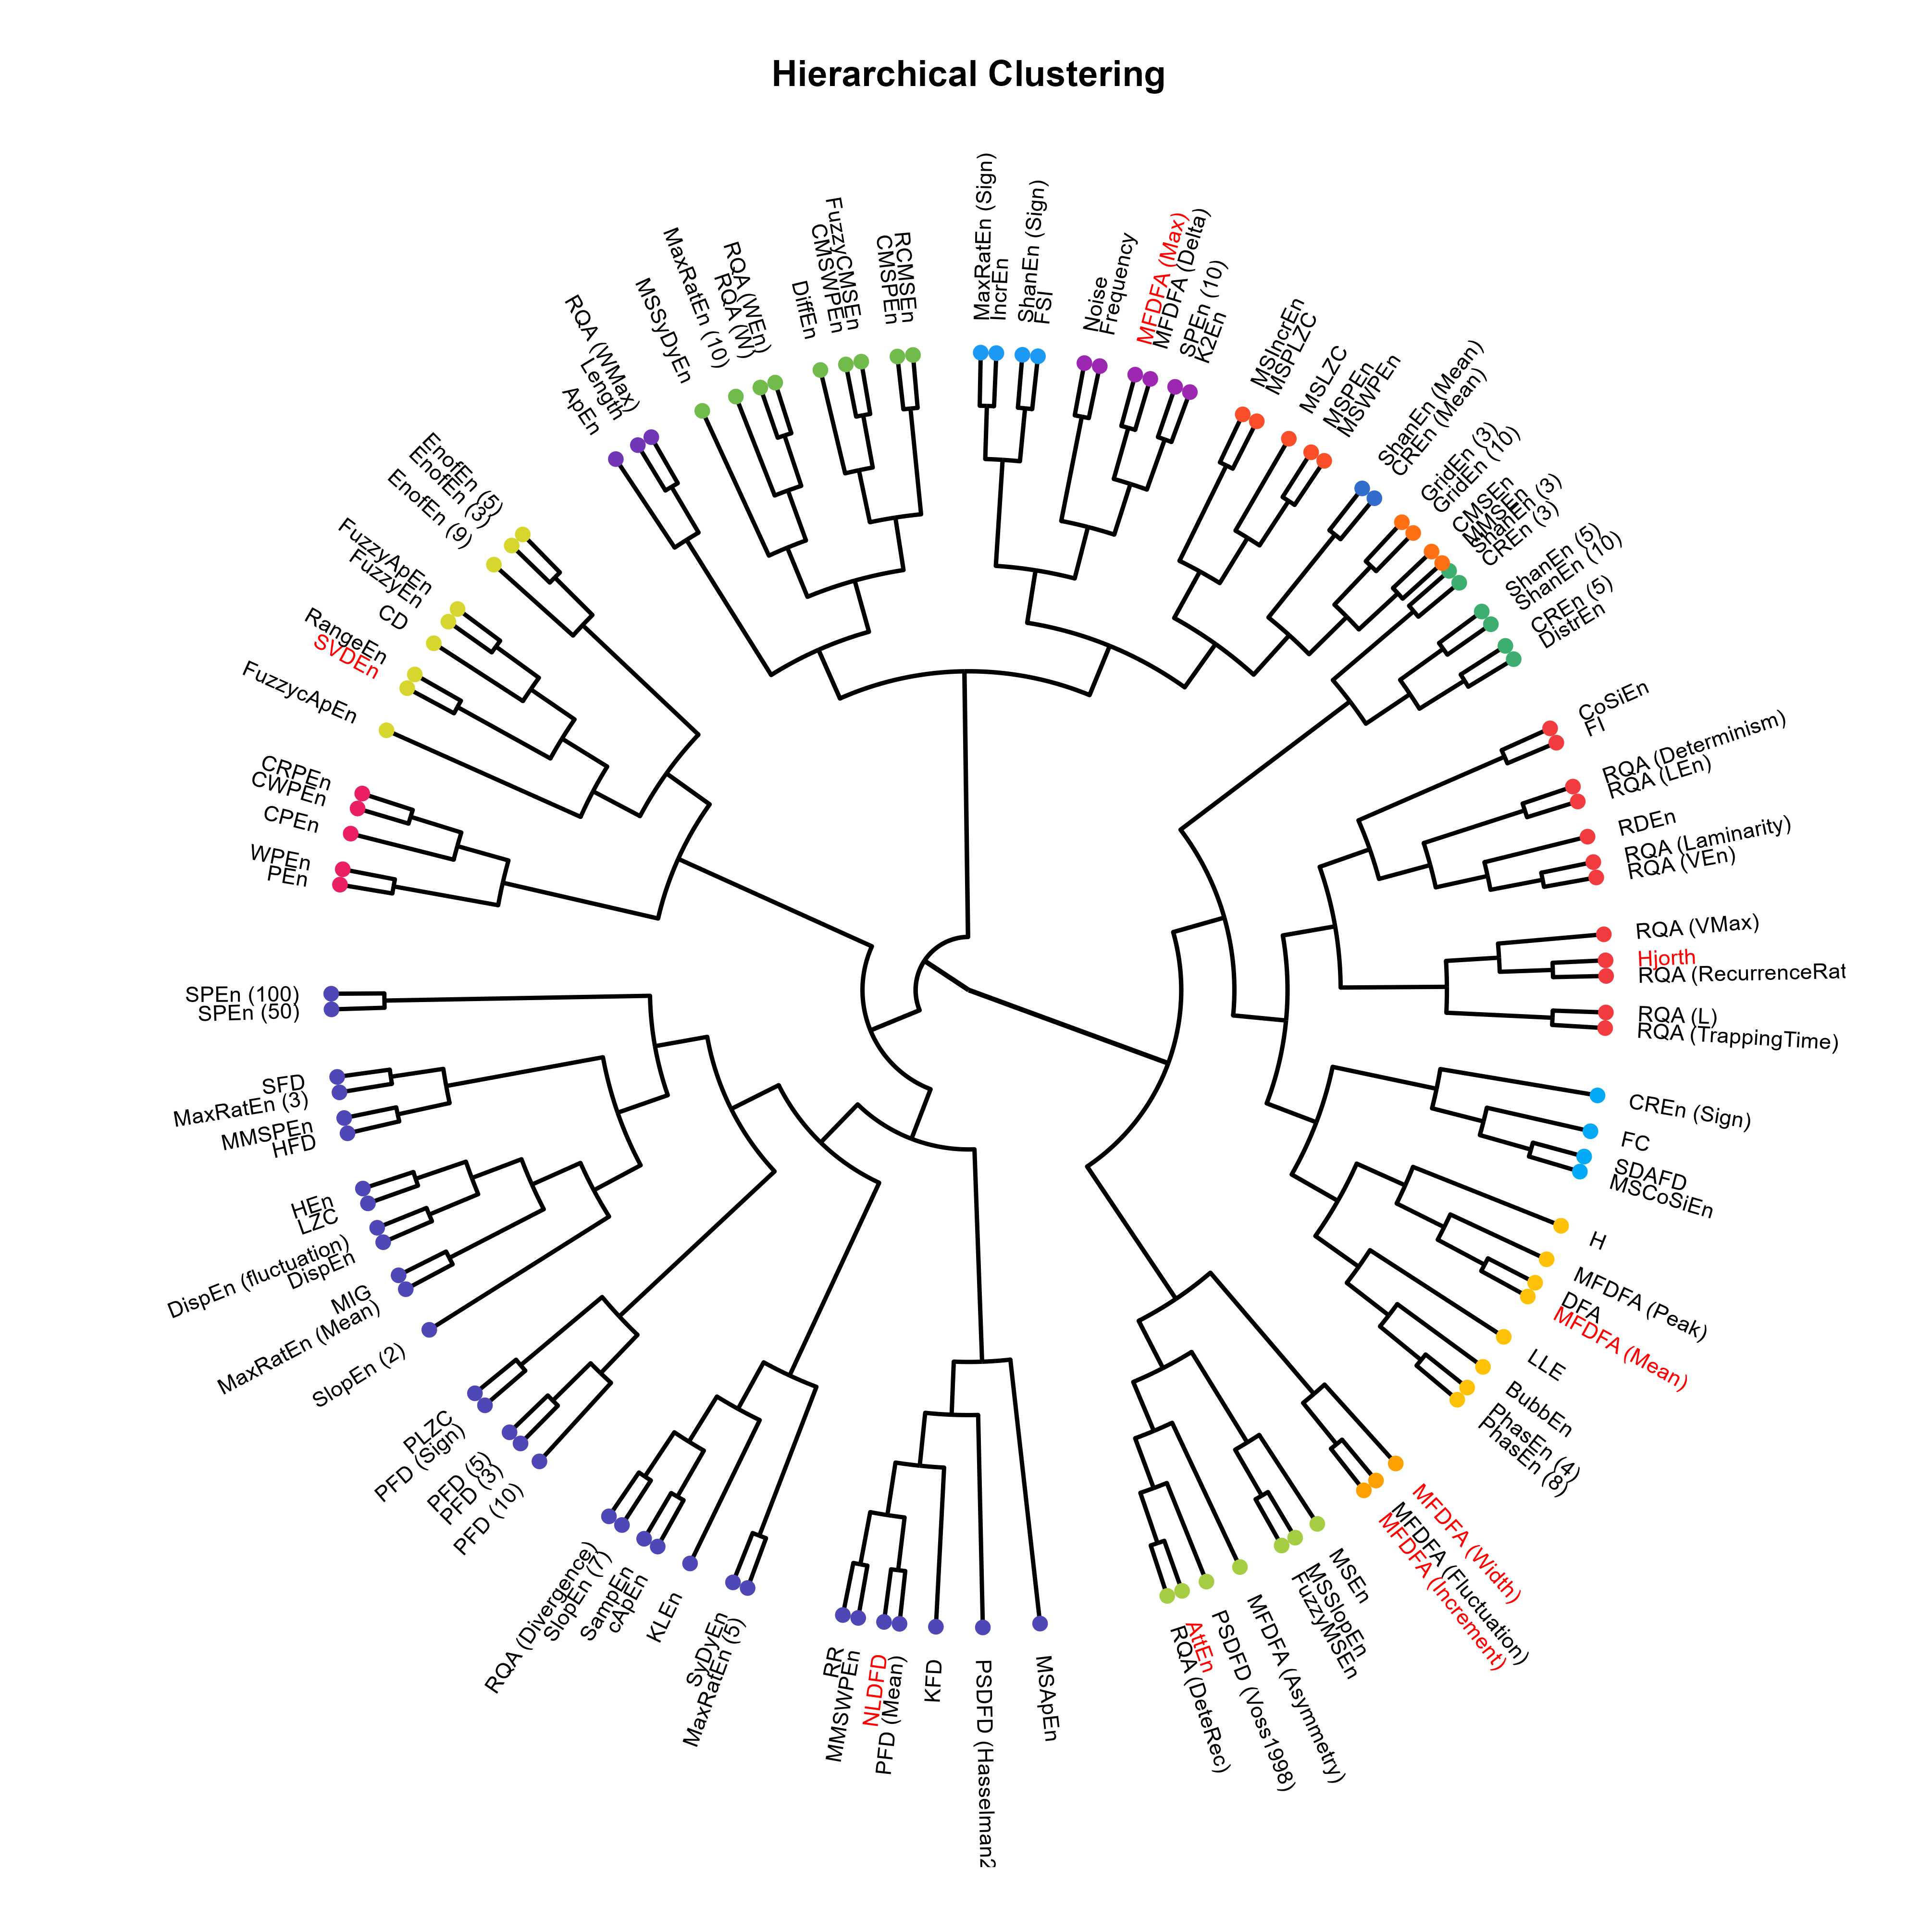 Hierarchical Clustering
MaxRatEn (Sign)
IncrEn
ShanEn (Sign)
FSI
Noise
Frequency
MFDFA (Max)
MFDFA (Delta)
SPEn (10)
K2En
MSIncrEn
MSPLZC
MSLZC
MSPEn
MSWPEn
ShanEn (Mean)
CREn (Mean)
GridEn (3)
GridEn (10)
CMSEn
MMSEn
ShanEn (3)
CREn (3)
ShanEn (5)
ShanEn (10)
CREn (5)
DistrEn
CoSiEn
FI
RQA (Determinism)
RQA (LEn)
RDEn
RQA (Laminarity)
RQA (VEn)
RQA (VMax)
Hjorth
RQA (RecurrenceRat
RQA (L)
RQA (TrappingTime)
CREn (Sign)
FC
SDAFD
MSCoSiEn
H
MFDFA (Peak)
DFA
MFDFA (Mean)
LLE
BubbEn
PhasEn (4)
PhasEn (8)
MFDFA (Width)
MFDFA (Fluctuation)
MFDFA (Increment)
MSEn
MSSlopEn
FuzzyMSEn
MFDFA (Asymmetry)
PSDFD (Voss1998)
AttEn
RQA (DeteRec)
MSApEn
PSDFD (Hasselman2
KFD
PFD (Mean)
NLDFD
MMSWPEn
RR
MaxRatEn (5)
SyDyEn
KLEn
cApEn
SampEn
SlopEn (7)
RQA (Divergence)
PFD (10)
PFD (3)
PFD (5)
PFD (Sign)
PLZC
SlopEn (2)
MaxRatEn (Mean)
MIG
DispEn
DispEn (fluctuation)
LZC
HEn
HFD
MMSPEn
MaxRatEn (3)
SFD
SPEn (50)
SPEn (100)
PEn
WPEn
CPEn
CWPEn
CRPEn
FuzzycApEn
SVDEn
RangeEn
CD
FuzzyEn
FuzzyApEn
EnofEn (9)
EnofEn (3)
EnofEn (5)
ApEn
Length
RQA (WMax)
MSSyDyEn
MaxRatEn (10)
RQA (W)
RQA (WEn)
DiffEn
CMSWPEn
FuzzyCMSEn
CMSPEn
RCMSEn